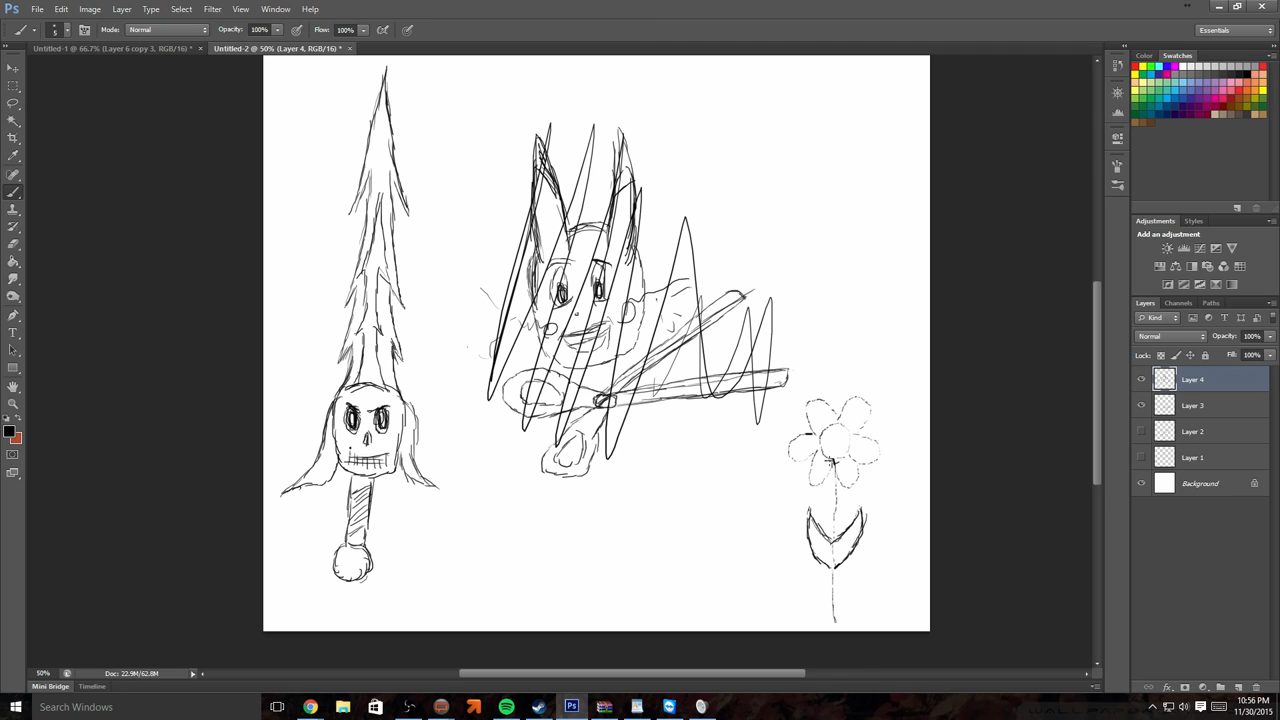 Ps File Edit Image Layer Type Select Filter View Window Help
5 Mode: Normal Opacity: 100% Flow: 100% Essentials
Untitled-1 @ 66.7% (Layer 6 copy 3, RGB/16) * × Untitled-2 @ 50% (Layer 4, RGB/16) * ×
Color Swatches
Adjustments Styles
Add an adjustment
Layers Channels Paths
Kind
Normal Opacity: 100%
Lock: Fill: 100%
Layer 4
Layer 3
Layer 2
Layer 1
Background
50% Doc: 22.9M/62.8M
Mini Bridge Timeline
Search Windows
10:56 PM
11/30/2015